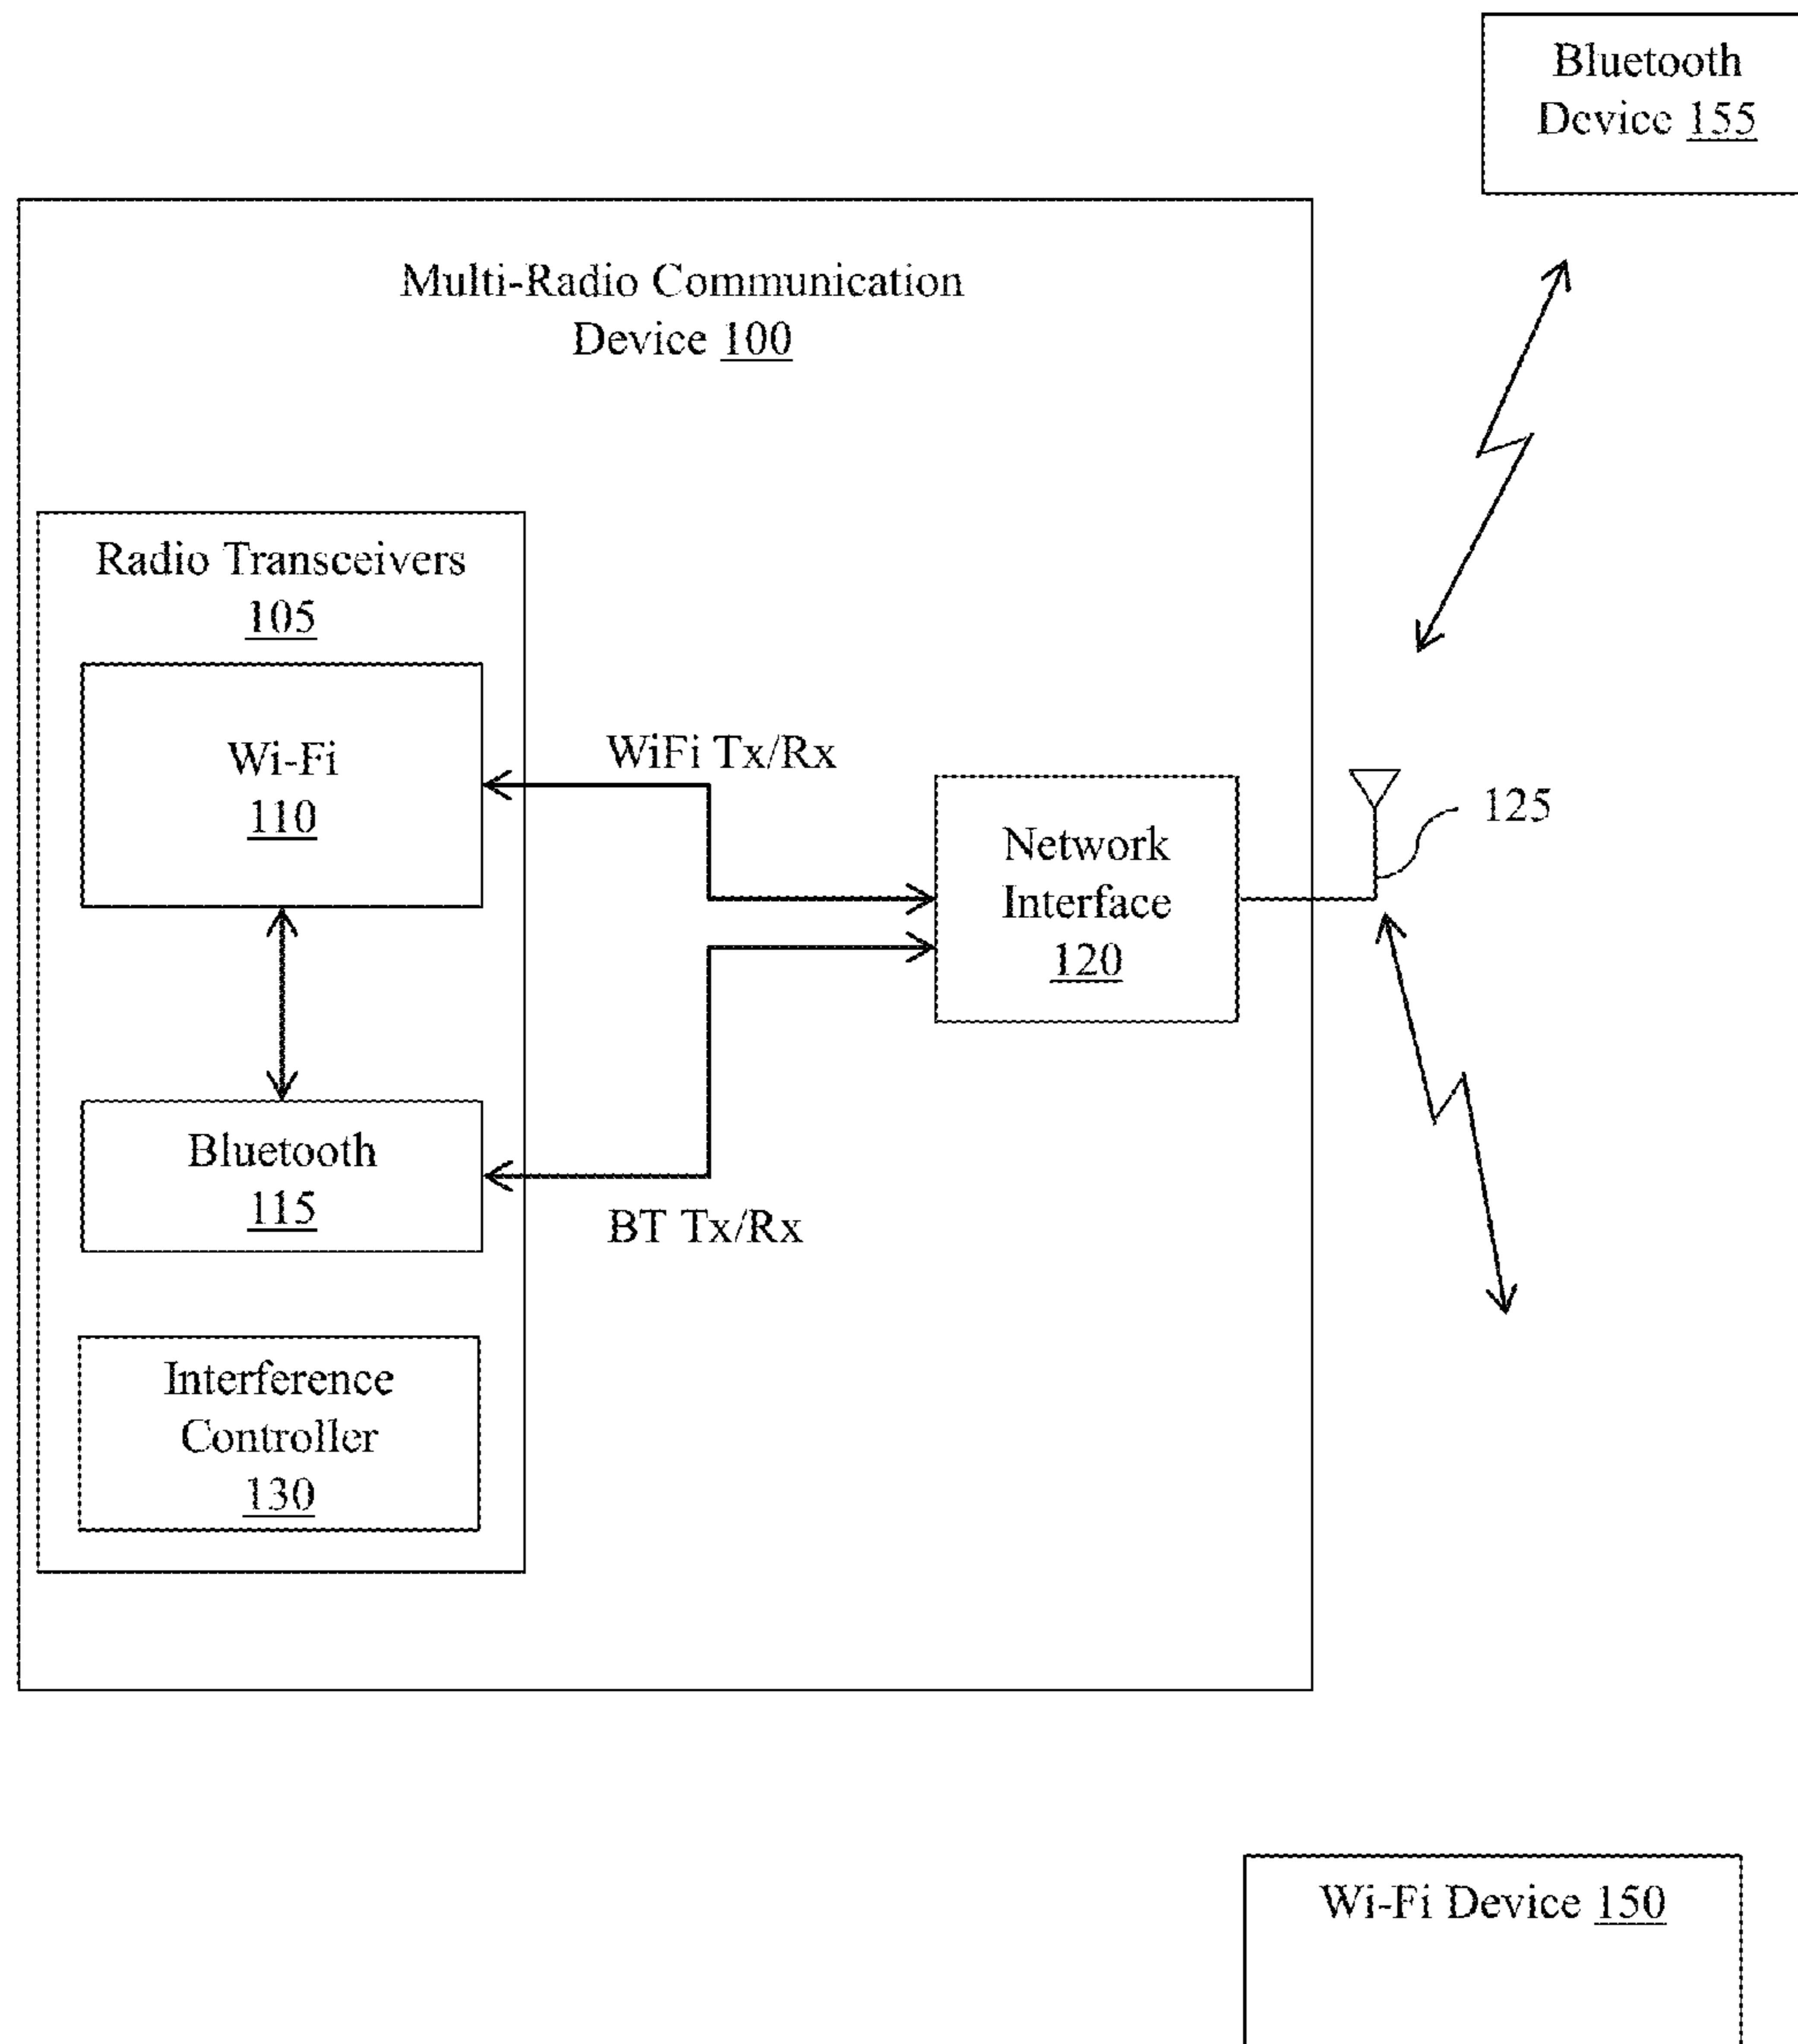 Bluetooth
Device 155
Multi-Radio Communication
Device 100
Radio Transceivers
105
Wi-Fi
110
WiFi Tx/Rx
Network
Interface
120
125
Bluetooth
115
BT Tx/Rx
Interference
Controller
130
Wi-Fi Device 150